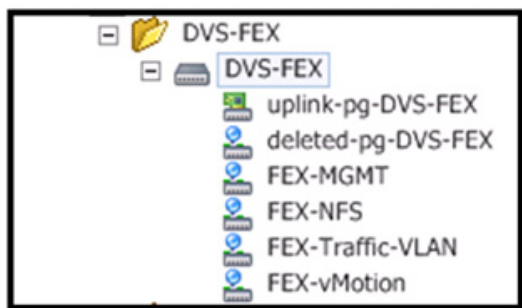 DVS-FEX
DVS-FEX
uplink-pg-DVS-FEX
deleted-pg-DVS-FEX
FEX-MGMT
FEX-NFS
FEX-Traffic-VLAN
FEX-vMotion